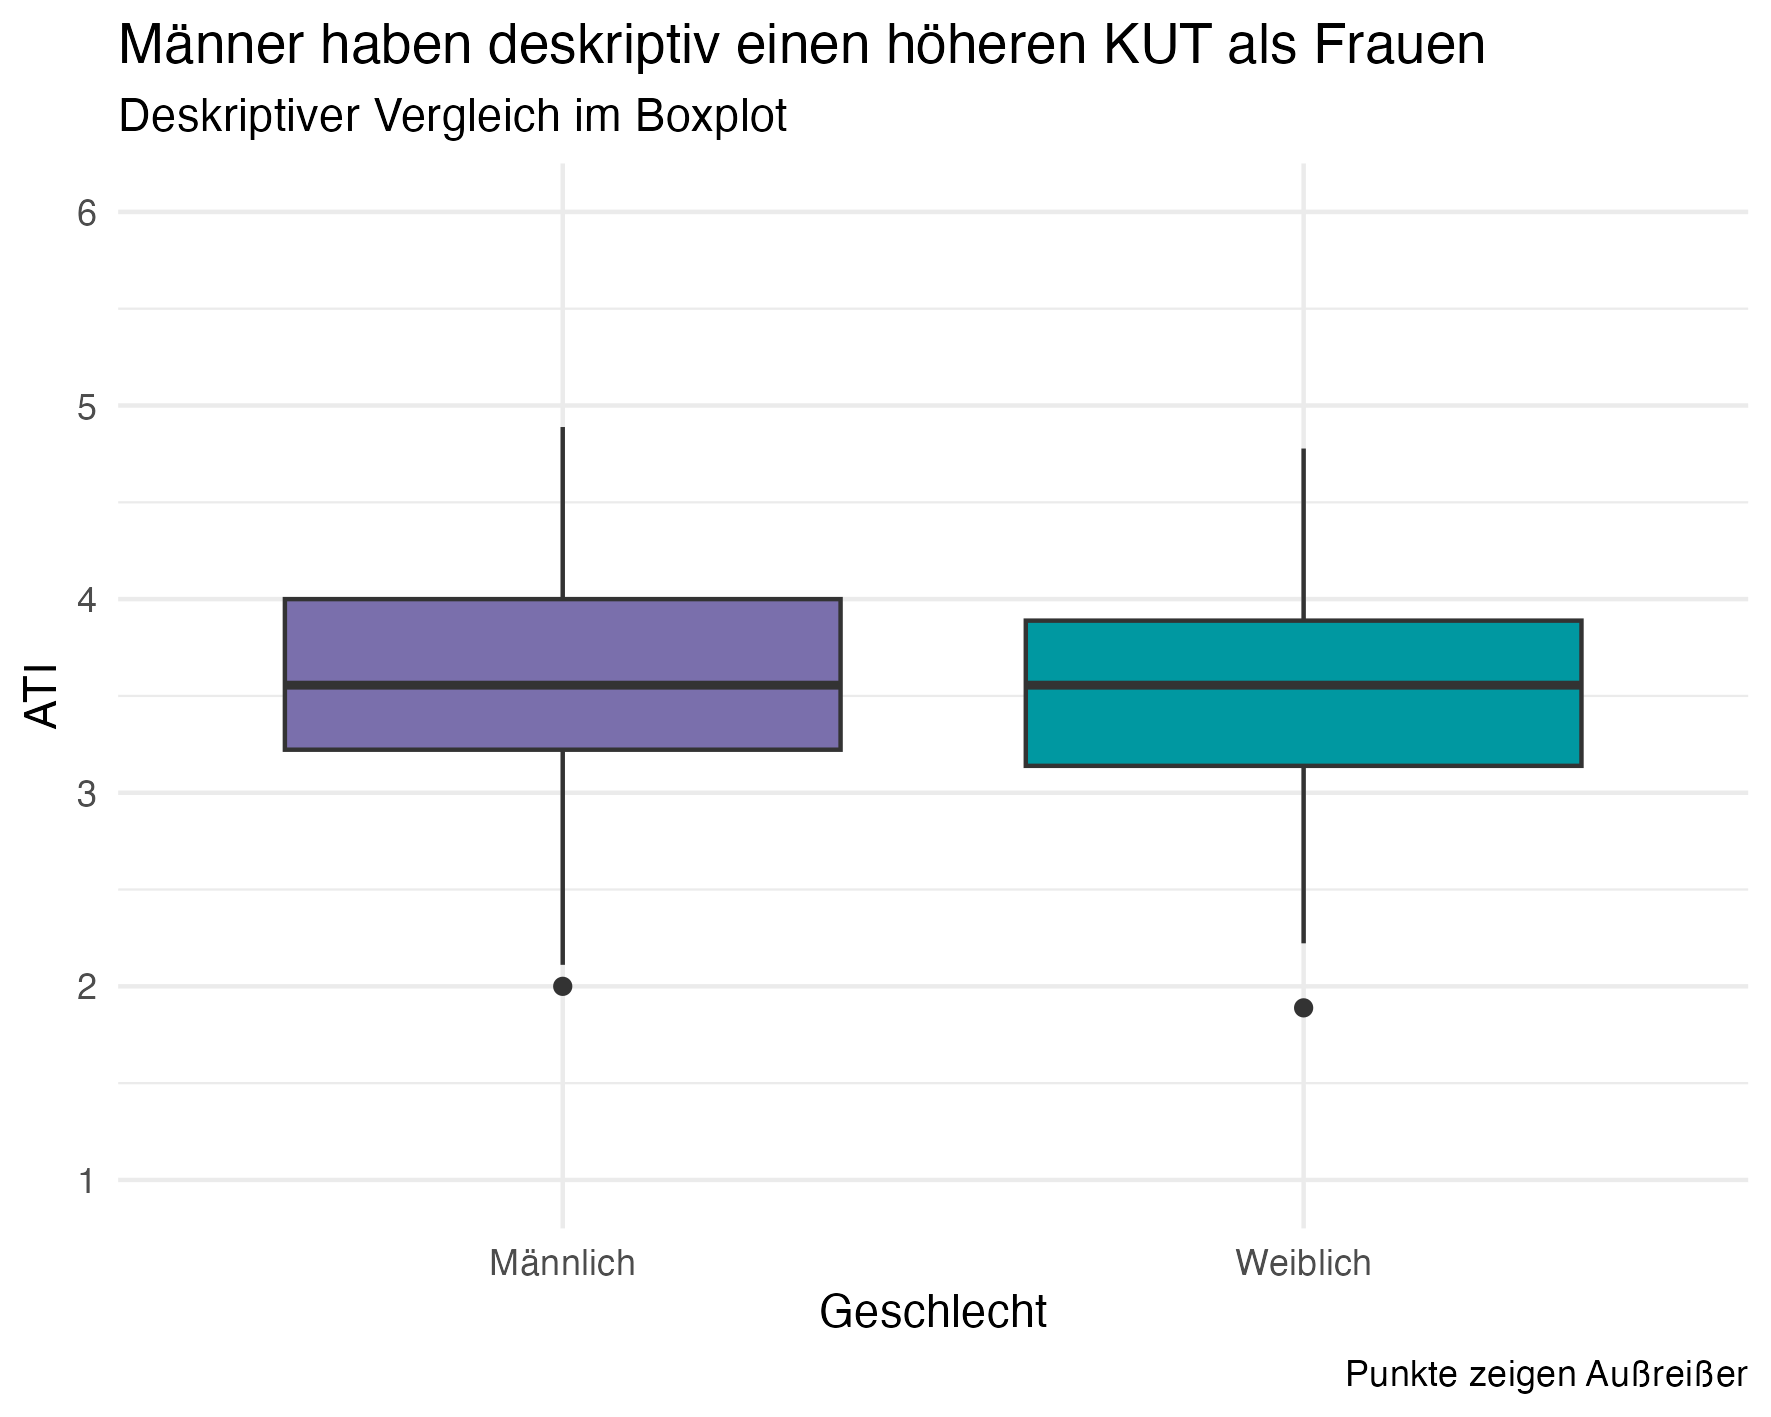 Männer haben deskriptiv einen höheren KUT als Frauen
Deskriptiver Vergleich im Boxplot
6
5
4
3
2
1
ATI
Männlich
Weiblich
Geschlecht
Punkte zeigen Außreißer